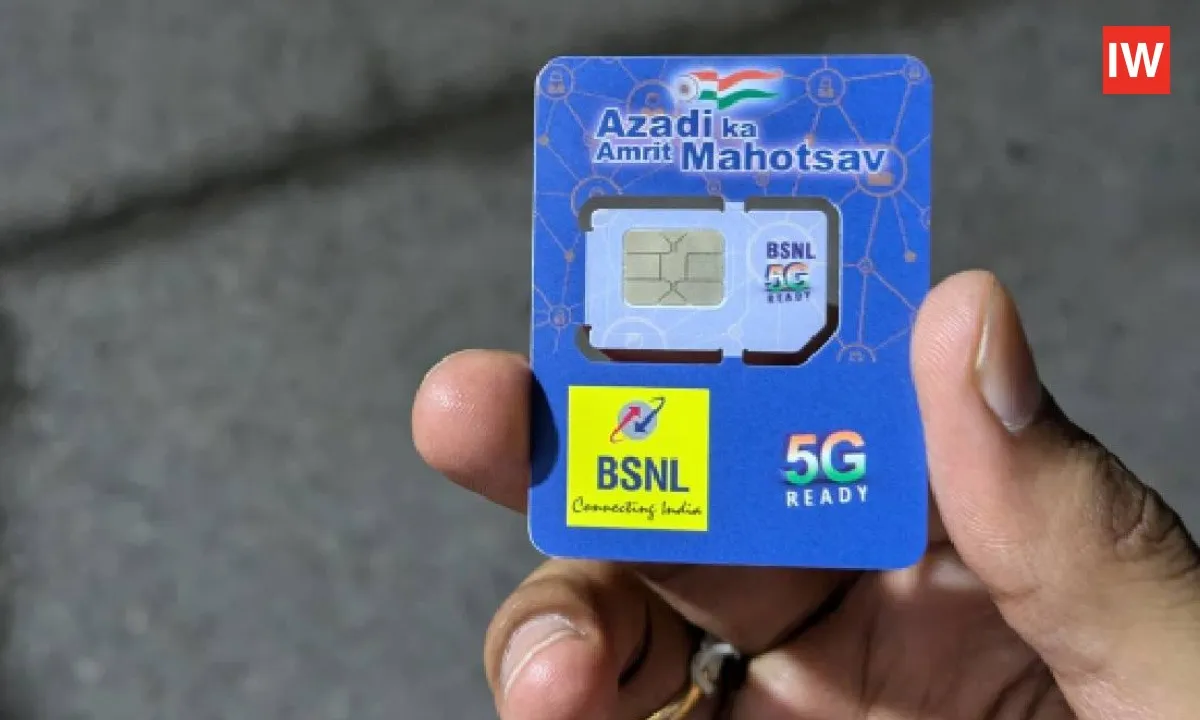 IW
Azadi ka
Amrit Mahotsav
BSNL
5G
READY
BSNL
Connecting India
5G
READY